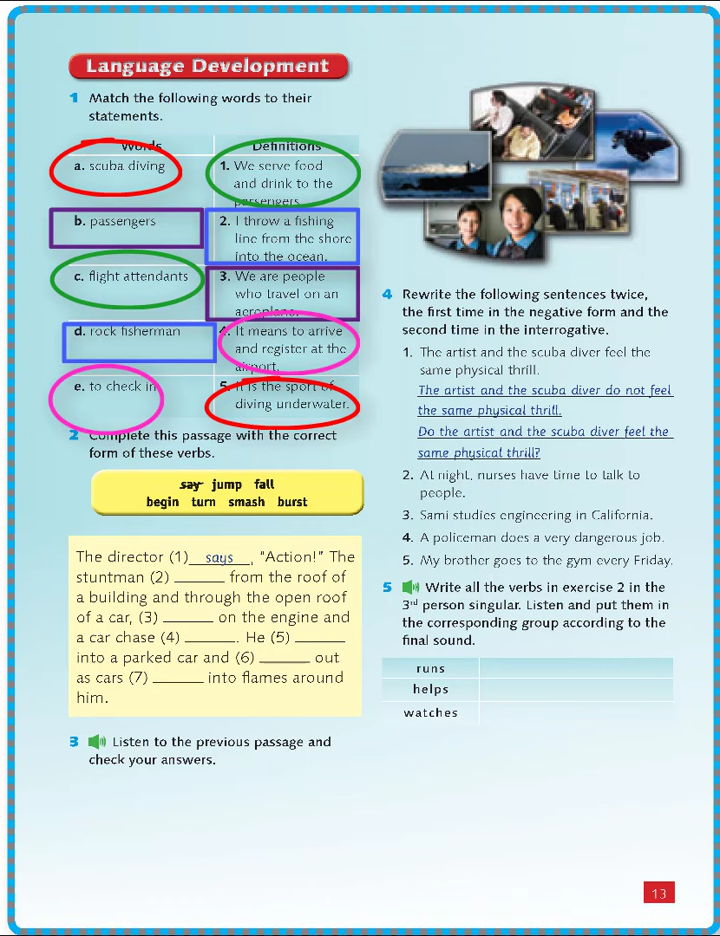 Language Development
1 Match the following words to their
statements.
Words Definitions
a. scuba diving
1. We serve food
and drink to the
passengers.
b. passengers
2. I throw a fishing
line from the shore
into the ocean.
c. flight attendants
3. We are people
who travel on an
aeroplane.
d. rock fisherman
4. It means to arrive
and register at the
airport.
e. to check in
5. It is the sport of
diving underwater.
2 Complete this passage with the correct
form of these verbs.
say jump fall
begin turn smash burst
The director (1) says, "Action!" The
stuntman (2) ______ from the roof of
a building and through the open roof
of a car, (3) ______ on the engine and
a car chase (4) ______. He (5) ______
into a parked car and (6) ______ out
as cars (7) ______ into flames around
him.
3 Listen to the previous passage and
check your answers.
4 Rewrite the following sentences twice,
the first time in the negative form and the
second time in the interrogative.
1. The artist and the scuba diver feel the
same physical thrill.
The artist and the scuba diver do not feel
the same physical thrill.
Do the artist and the scuba diver feel the
same physical thrill?
2. At night, nurses have time to talk to
people.
3. Sami studies engineering in California.
4. A policeman does a very dangerous job.
5. My brother goes to the gym every Friday.
5 Write all the verbs in exercise 2 in the
3rd person singular. Listen and put them in
the corresponding group according to the
final sound.
runs
helps
watches
13